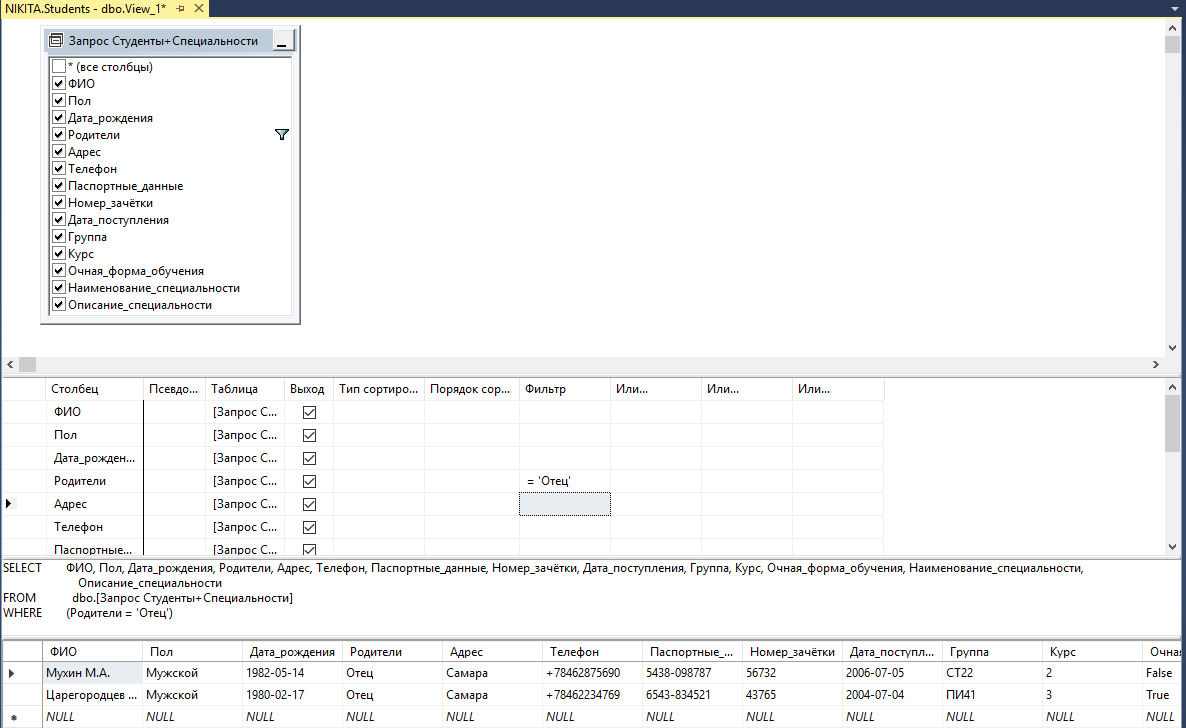 NIKITA.Students - dbo.View_1*
Запрос Студенты+Специальности
* (все столбцы)
ФИО
Пол
Дата_рождения
Родители
Адрес
Телефон
Паспортные_данные
Номер_зачётки
Дата_поступления
Группа
Курс
Очная_форма_обучения
Наименование_специальности
Описание_специальности
Столбец Псевдо... Таблица Выход Тип сортиро... Порядок сор... Фильтр Или... Или... Или...
ФИО [Запрос С...
Пол [Запрос С...
Дата_рожден... [Запрос С...
Родители [Запрос С... = 'Отец'
Адрес [Запрос С...
Телефон [Запрос С...
Паспортные... [Запрос С...
SELECT ФИО, Пол, Дата_рождения, Родители, Адрес, Телефон, Паспортные_данные, Номер_зачётки, Дата_поступления, Группа, Курс, Очная_форма_обучения, Наименование_специальности,
Описание_специальности
FROM dbo.[Запрос Студенты+Специальности]
WHERE (Родители = 'Отец')
ФИО Пол Дата_рождения Родители Адрес Телефон Паспортные_... Номер_зачётки Дата_поступл... Группа Курс Очная
Мухин М.А. Мужской 1982-05-14 Отец Самара +78462875690 5438-098787 56732 2006-07-05 СТ22 2 False
Царегородцев ... Мужской 1980-02-17 Отец Самара +78462234769 6543-834521 43765 2004-07-04 ПИ41 3 True
NULL NULL NULL NULL NULL NULL NULL NULL NULL NULL NULL NULL